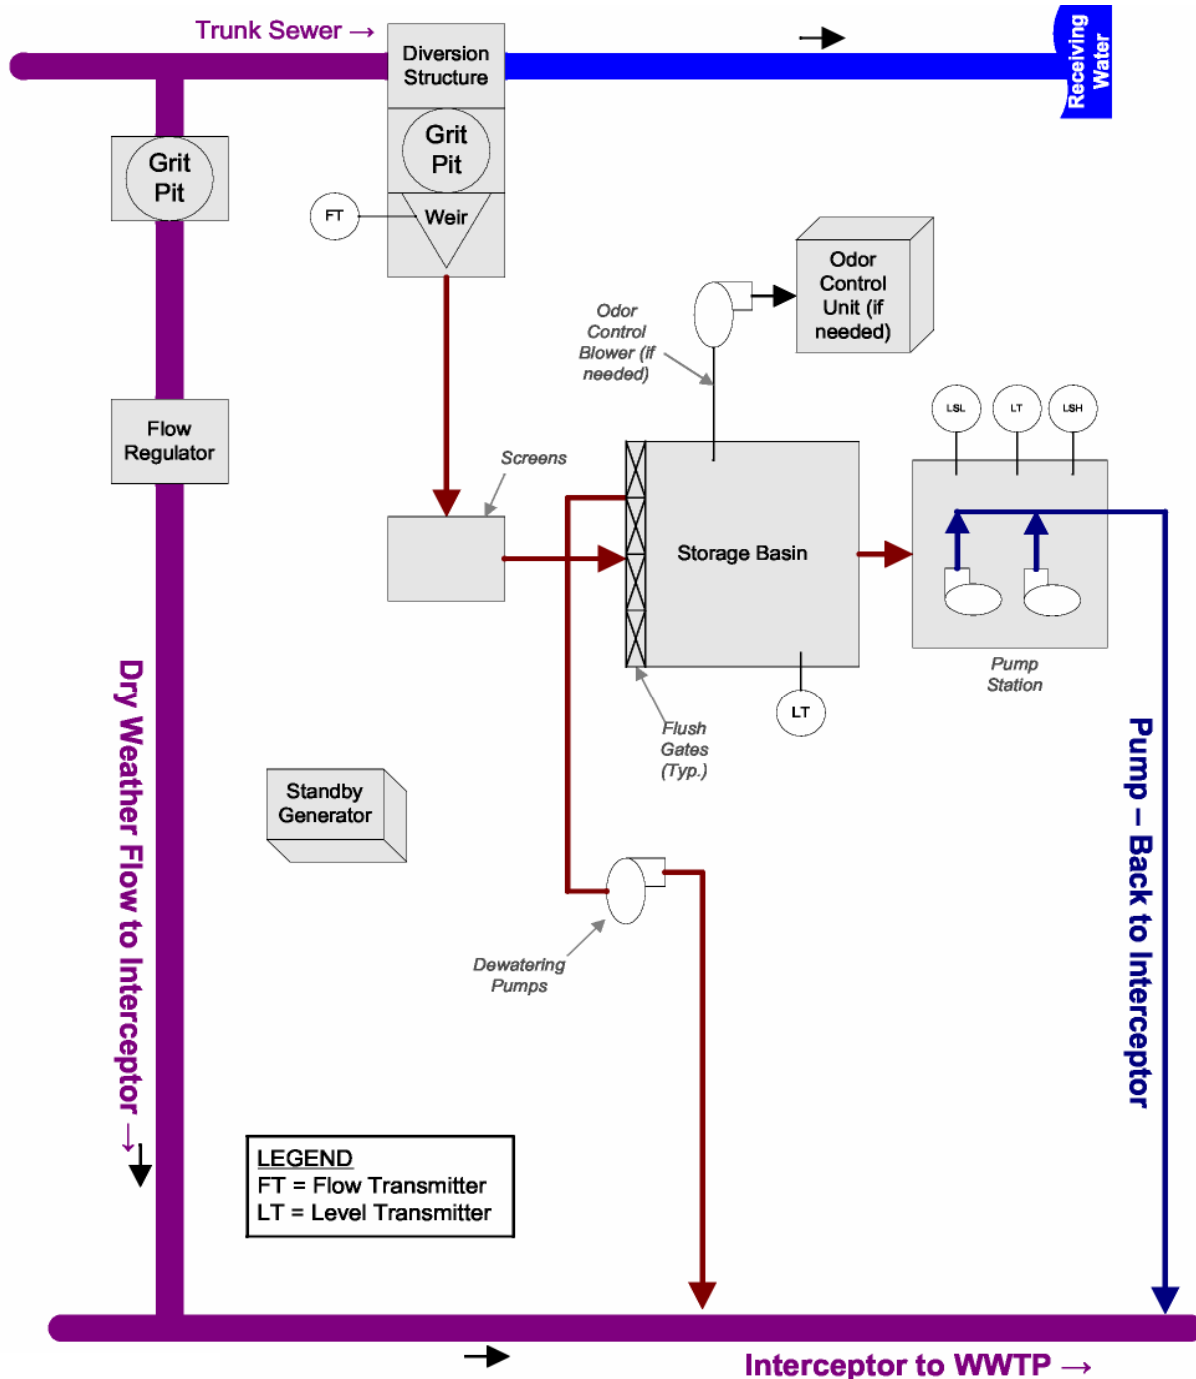 Trunk Sewer →
Diversion
Structure
Receiving
Water
Grit
Pit
Grit
Pit
FT
Weir
Odor
Control
Unit (if
needed)
Odor
Control
Blower (if
needed)
LSL
LT
LSH
Flow
Regulator
Screens
Storage Basin
Pump
Station
LT
Flush
Gates
(Typ.)
Standby
Generator
Dewatering
Pumps
Dry Weather Flow to Interceptor →
Pump – Back to Interceptor
LEGEND
FT = Flow Transmitter
LT = Level Transmitter
Interceptor to WWTP →